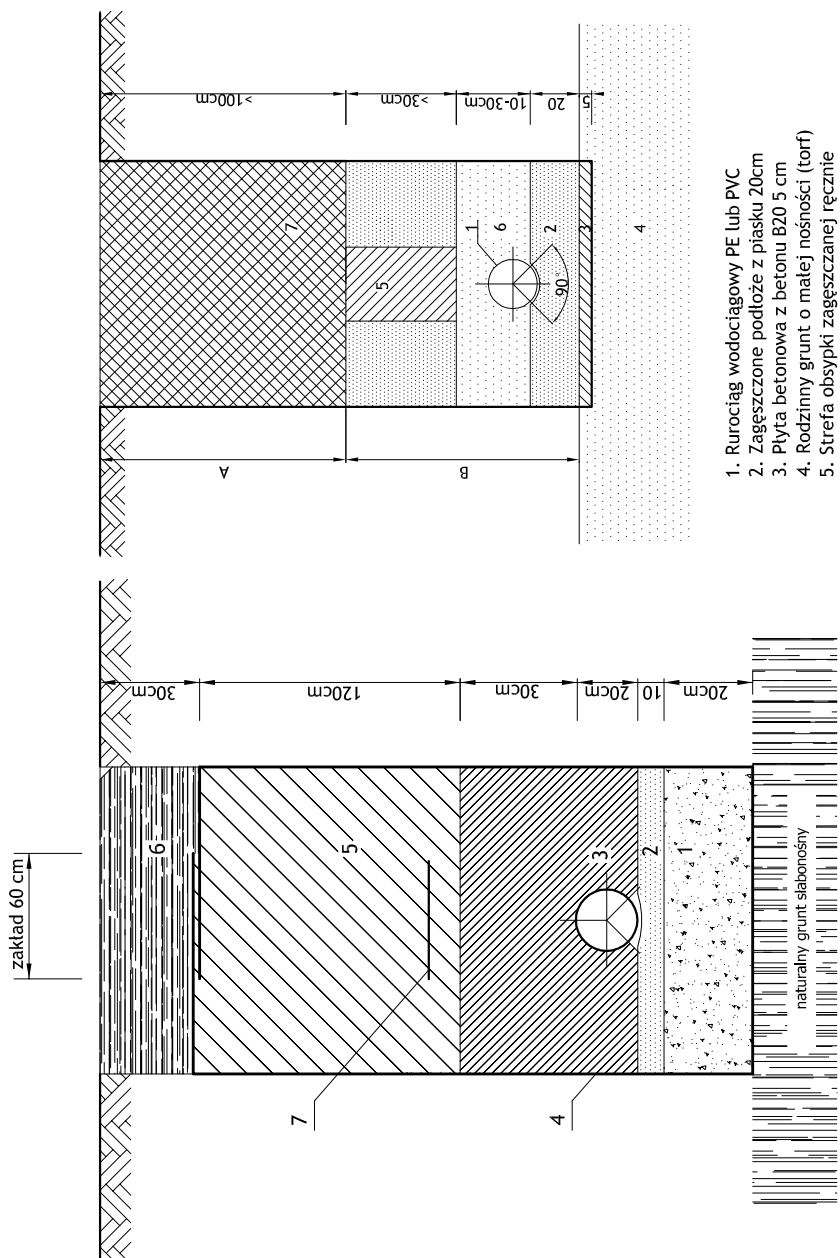 >100cm
>30cm
10-30cm
20
5
A
B
7
5
1
6
2
3
90°
4
1. Rurociąg wodociągowy PE lub PVC
2. Zagęszczone podłoże z piasku 20cm
3. Płyta betonowa z betonu B20 5 cm
4. Rodzinny grunt o małej nośności (torf)
5. Strefa obsypki zagęszczanej ręcznie
zakład 60 cm
30cm
120cm
30cm
20cm
10
20cm
6
5
3
2
1
7
4
naturalny grunt słabonośny